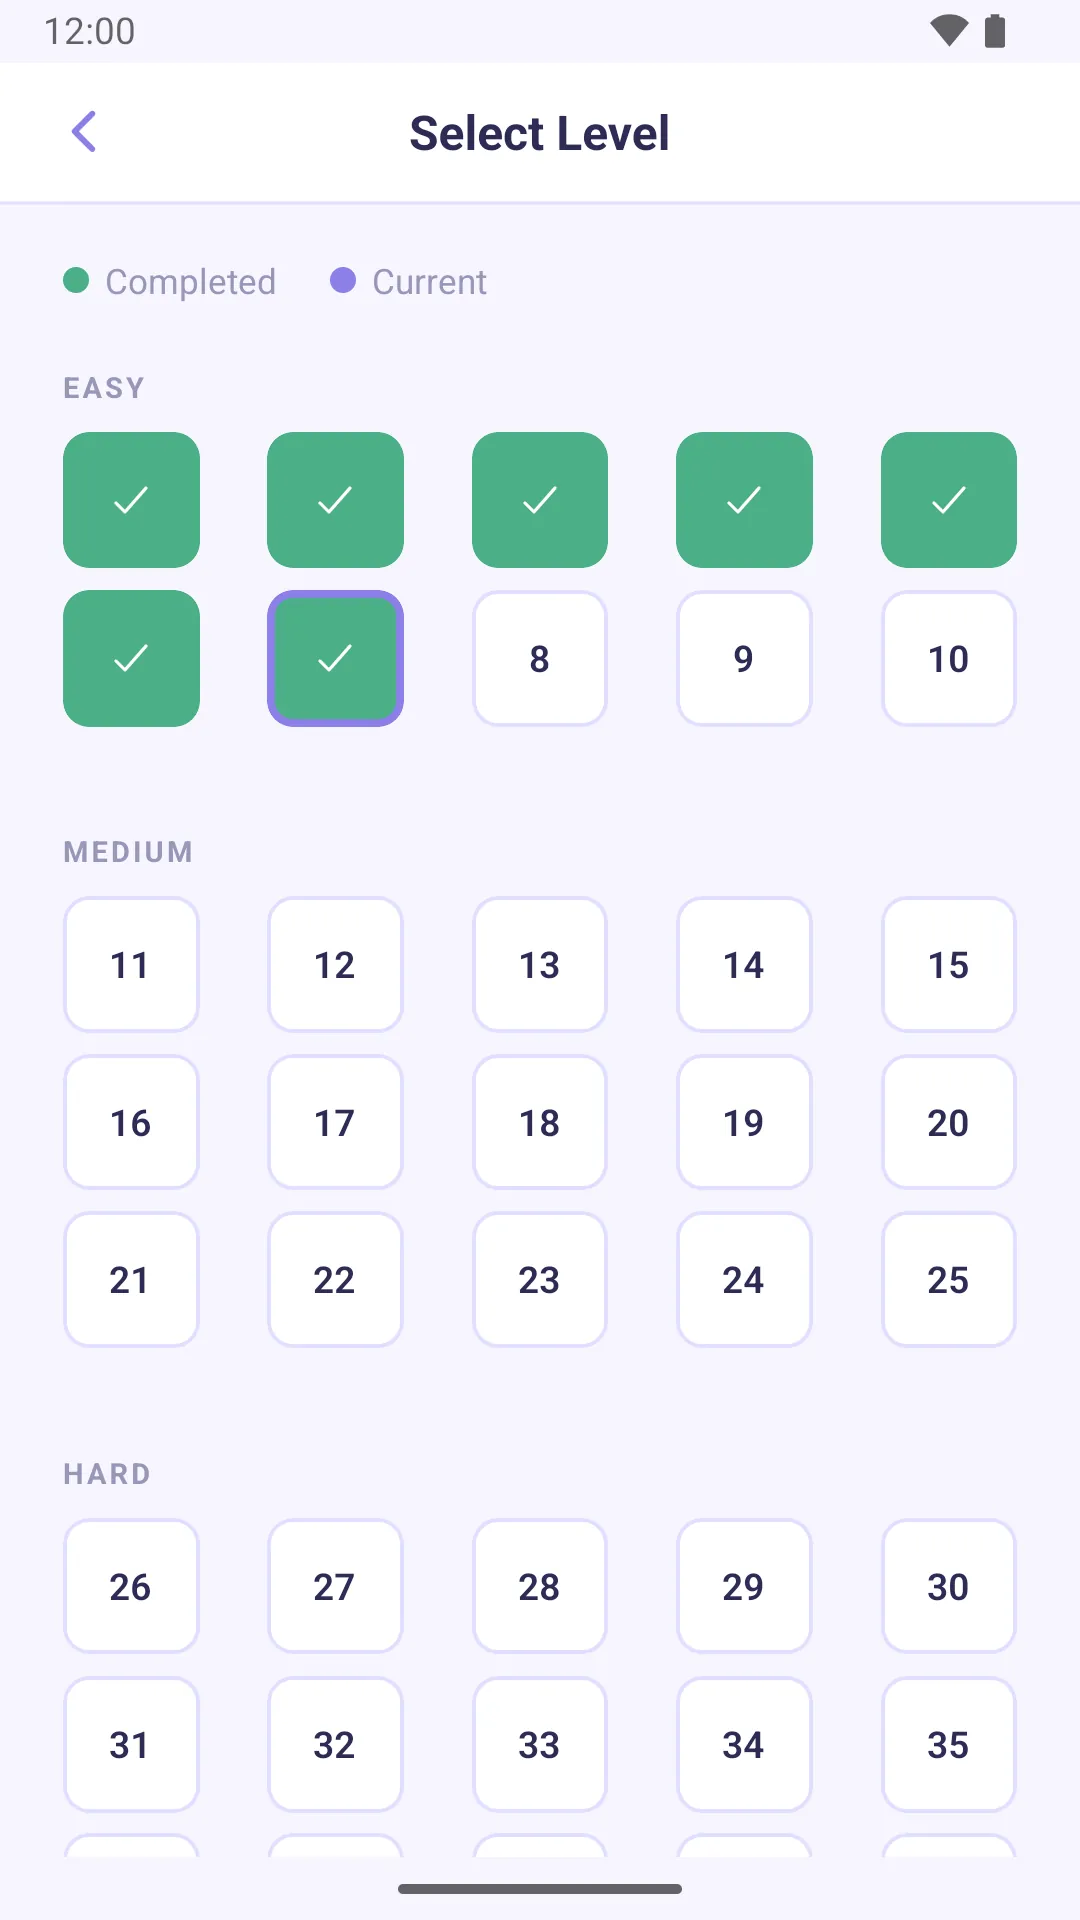 12:00
Select Level
Completed Current
EASY
8 9 10
MEDIUM
11 12 13 14 15
16 17 18 19 20
21 22 23 24 25
HARD
26 27 28 29 30
31 32 33 34 35